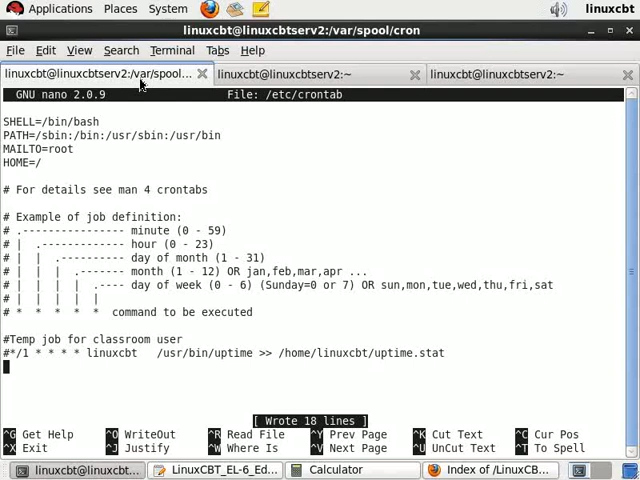 Applications Places System linuxcbt
linuxcbt@linuxcbtserv2:/var/spool/cron
File Edit View Search Terminal Tabs Help
linuxcbt@linuxcbtserv2:/var/spool... linuxcbt@linuxcbtserv2:~ linuxcbt@linuxcbtserv2:~
GNU nano 2.0.9 File: /etc/crontab
SHELL=/bin/bash
PATH=/sbin:/bin:/usr/sbin:/usr/bin
MAILTO=root
HOME=/
# For details see man 4 crontabs
# Example of job definition:
# .---------------- minute (0 - 59)
# | .------------- hour (0 - 23)
# | | .---------- day of month (1 - 31)
# | | | .------- month (1 - 12) OR jan,feb,mar,apr ...
# | | | | .---- day of week (0 - 6) (Sunday=0 or 7) OR sun,mon,tue,wed,thu,fri,sat
# | | | | |
# * * * * * command to be executed
#Temp job for classroom user
#*/1 * * * * linuxcbt /usr/bin/uptime >> /home/linuxcbt/uptime.stat
[ Wrote 18 lines ]
^G Get Help ^O WriteOut ^R Read File ^Y Prev Page ^K Cut Text ^C Cur Pos
^X Exit ^J Justify ^W Where Is ^V Next Page ^U UnCut Text ^T To Spell
linuxcbt@linuxcbt... LinuxCBT_EL-6_Ed... Calculator Index of /LinuxCB...